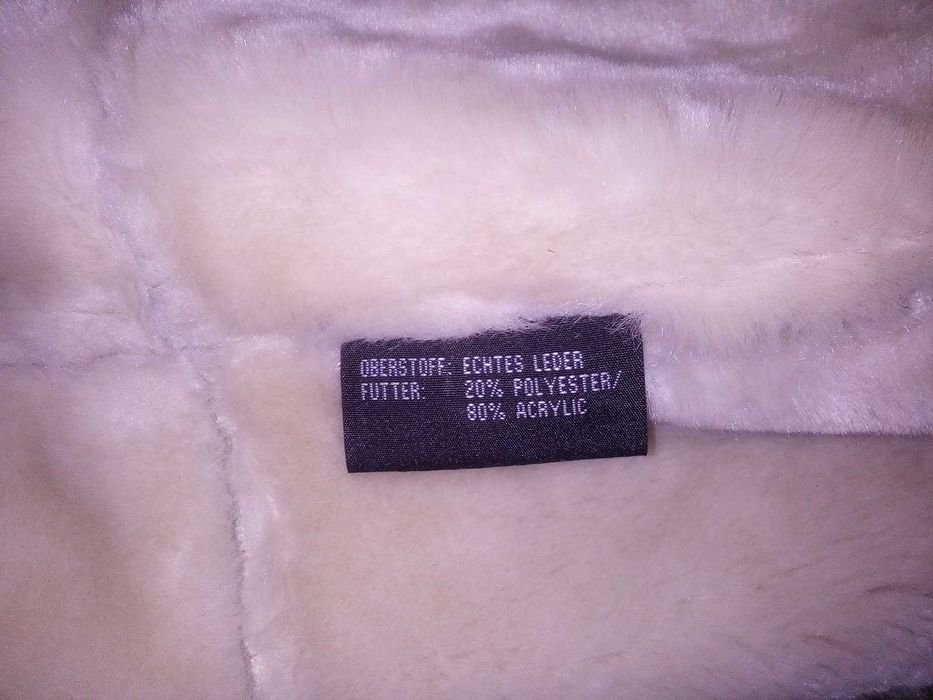 OBERSTOFF: ECHTES LEDER
FUTTER: 20% POLYESTER/
80% ACRYLIC